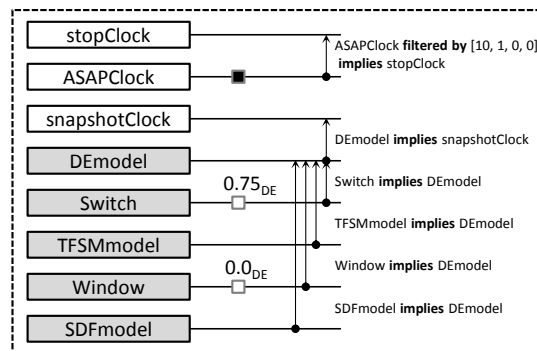 stopClock
ASAPClock filtered by [10, 1, 0, 0]
implies stopClock
ASAPClock
snapshotClock
DEmodel implies snapshotClock
DEmodel
Switch implies DEmodel
0.75DE
Switch
TFSMmodel implies DEmodel
TFSMmodel
Window implies DEmodel
0.0DE
Window
SDFmodel implies DEmodel
SDFmodel